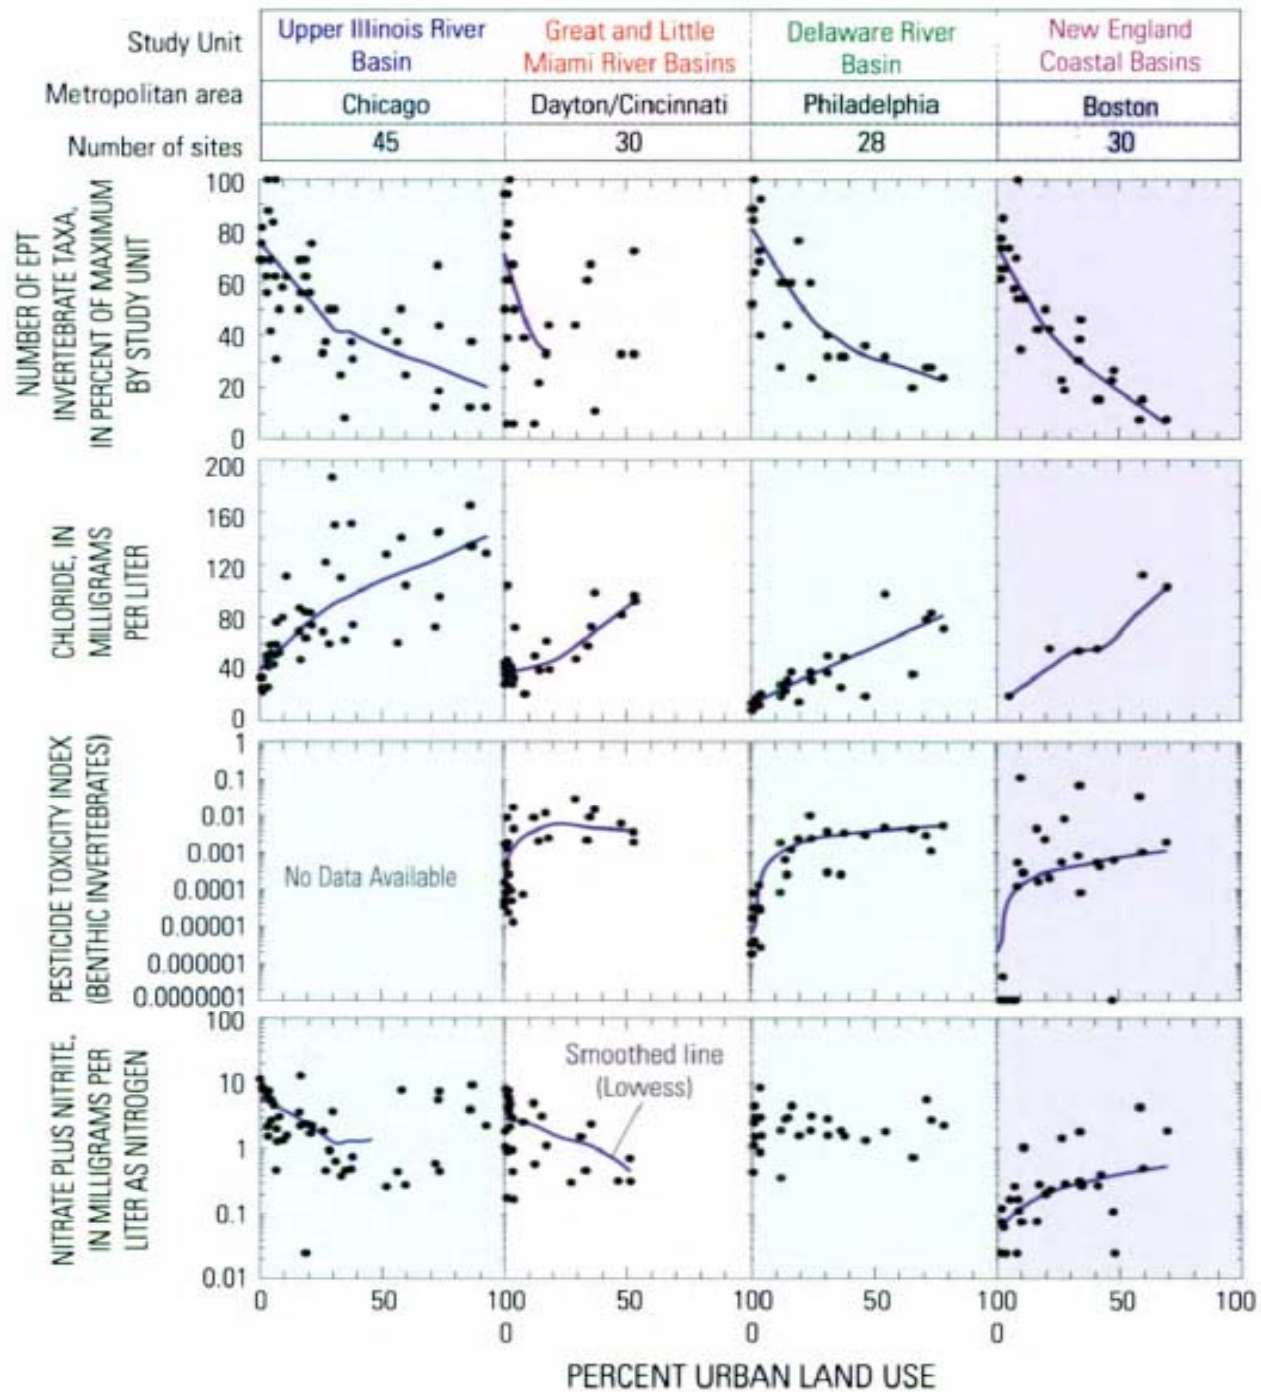 Study Unit
Upper Illinois River
Basin
Great and Little
Miami River Basins
Delaware River
Basin
New England
Coastal Basins
Metropolitan area
Chicago
Dayton/Cincinnati
Philadelphia
Boston
Number of sites
45
30
28
30
NUMBER OF EPT
INVERTEBRATE TAXA,
IN PERCENT OF MAXIMUM
BY STUDY UNIT
100
80
60
40
20
0
CHLORIDE, IN
MILLIGRAMS
PER LITER
200
160
120
80
40
0
PESTICIDE TOXICITY INDEX
(BENTHIC INVERTEBRATES)
1
0.1
0.01
0.001
0.0001
0.00001
0.000001
0.0000001
No Data Available
NITRATE PLUS NITRITE,
IN MILLIGRAMS PER
LITER AS NITROGEN
100
10
1
0.1
0.01
Smoothed line
(Lowess)
0 50 100 50 100 50 100 50 100
0 0 0
PERCENT URBAN LAND USE